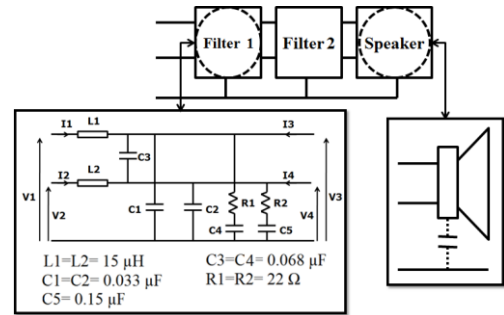 Filter 1 Filter 2 Speaker
I1 L1 I3
C3
I2 L2 I4
V1 V2 C1 C2 R1 R2 V4 V3
C4 C5
L1=L2= 15 µH C3=C4= 0.068 µF
C1=C2= 0.033 µF R1=R2= 22 Ω
C5= 0.15 µF